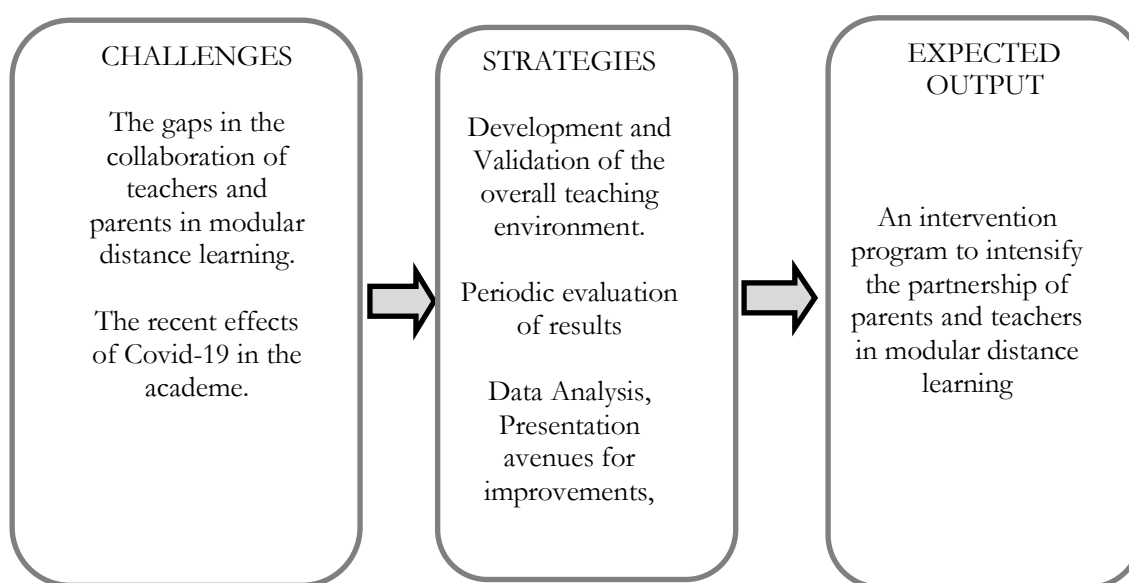 CHALLENGES
The gaps in the
collaboration of
teachers and
parents in modular
distance learning.
The recent effects
of Covid-19 in the
academe.
STRATEGIES
Development and
Validation of the
overall teaching
environment.
Periodic evaluation
of results
Data Analysis,
Presentation
avenues for
improvements,
EXPECTED
OUTPUT
An intervention
program to intensify
the partnership of
parents and teachers
in modular distance
learning